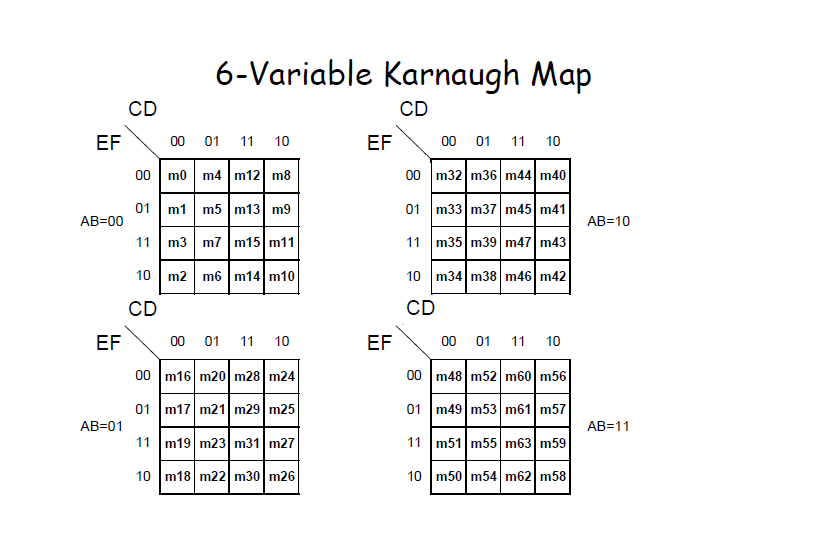 6-Variable Karnaugh Map
CD CD
EF 00 01 11 10 EF 00 01 11 10
00 m0 m4 m12 m8 00 m32 m36 m44 m40
01 m1 m5 m13 m9 01 m33 m37 m45 m41
AB=00 AB=10
11 m3 m7 m15 m11 11 m35 m39 m47 m43
10 m2 m6 m14 m10 10 m34 m38 m46 m42
CD CD
EF 00 01 11 10 EF 00 01 11 10
00 m16 m20 m28 m24 00 m48 m52 m60 m56
01 m17 m21 m29 m25 01 m49 m53 m61 m57
AB=01 AB=11
11 m19 m23 m31 m27 11 m51 m55 m63 m59
10 m18 m22 m30 m26 10 m50 m54 m62 m58